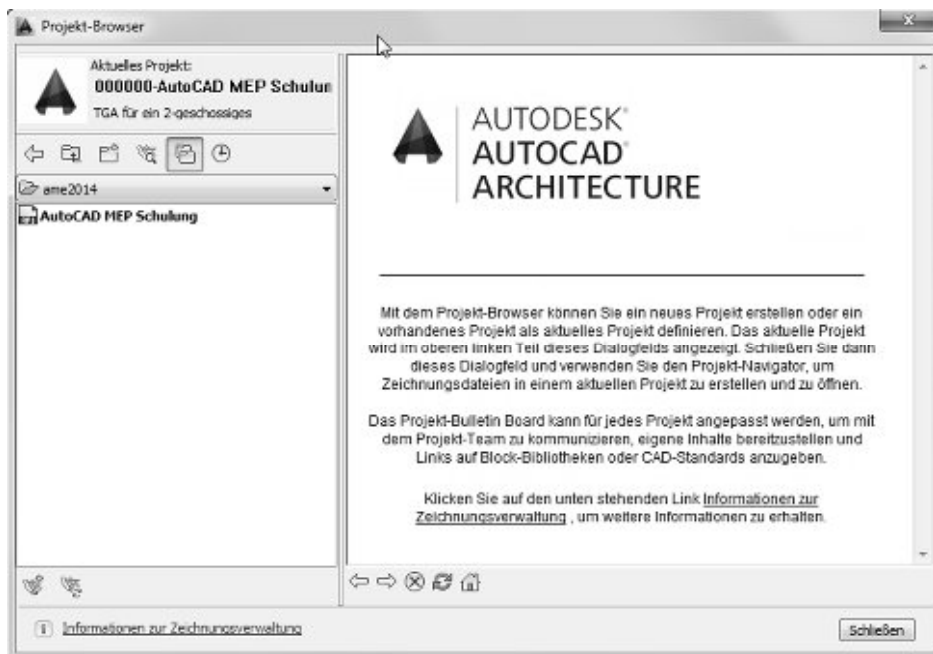 Projekt-Browser
Aktuelles Projekt:
000000-AutoCAD MEP Schulun
TGA für ein 2-geschossiges
ame2014
AutoCAD MEP Schulung
AUTODESK®
AUTOCAD®
ARCHITECTURE
Mit dem Projekt-Browser können Sie ein neues Projekt erstellen oder ein
vorhandenes Projekt als aktuelles Projekt definieren. Das aktuelle Projekt
wird im oberen linken Teil dieses Dialogfelds angezeigt. Schließen Sie dann
dieses Dialogfeld und verwenden Sie den Projekt-Navigator, um
Zeichnungsdateien in einem aktuellen Projekt zu erstellen und zu öffnen.
Das Projekt-Bulletin Board kann für jedes Projekt angepasst werden, um mit
dem Projekt-Team zu kommunizieren, eigene Inhalte bereitzustellen und
Links auf Block-Bibliotheken oder CAD-Standards anzugeben.
Klicken Sie auf den unten stehenden Link Informationen zur
Zeichnungsverwaltung , um weitere Informationen zu erhalten.
Informationen zur Zeichnungsverwaltung
Schließen